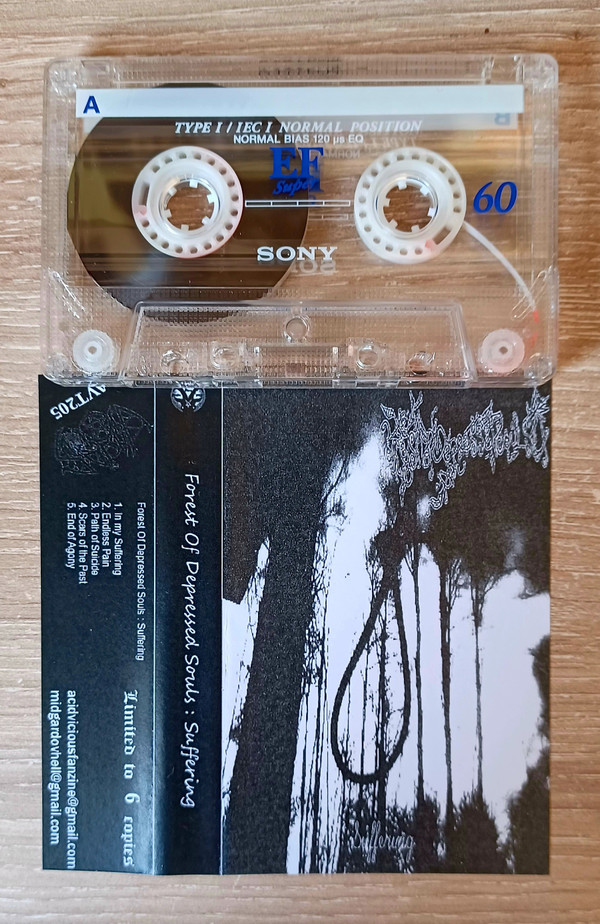 A
TYPE I / IEC I NORMAL POSITION
NORMAL BIAS 120 µs EQ
EF
Super
60
SONY
AVT205
Forest Of Depressed Souls : Suffering
1. In my Suffering
2. Endless Pain
3. Path of Suicide
4. Scars of the Past
5. End of Agony
Limited to 6 copies
acidviciousfanzine@gmail.com
midgardovhell@gmail.com
Forest Of Depressed Souls : Suffering
Suffering